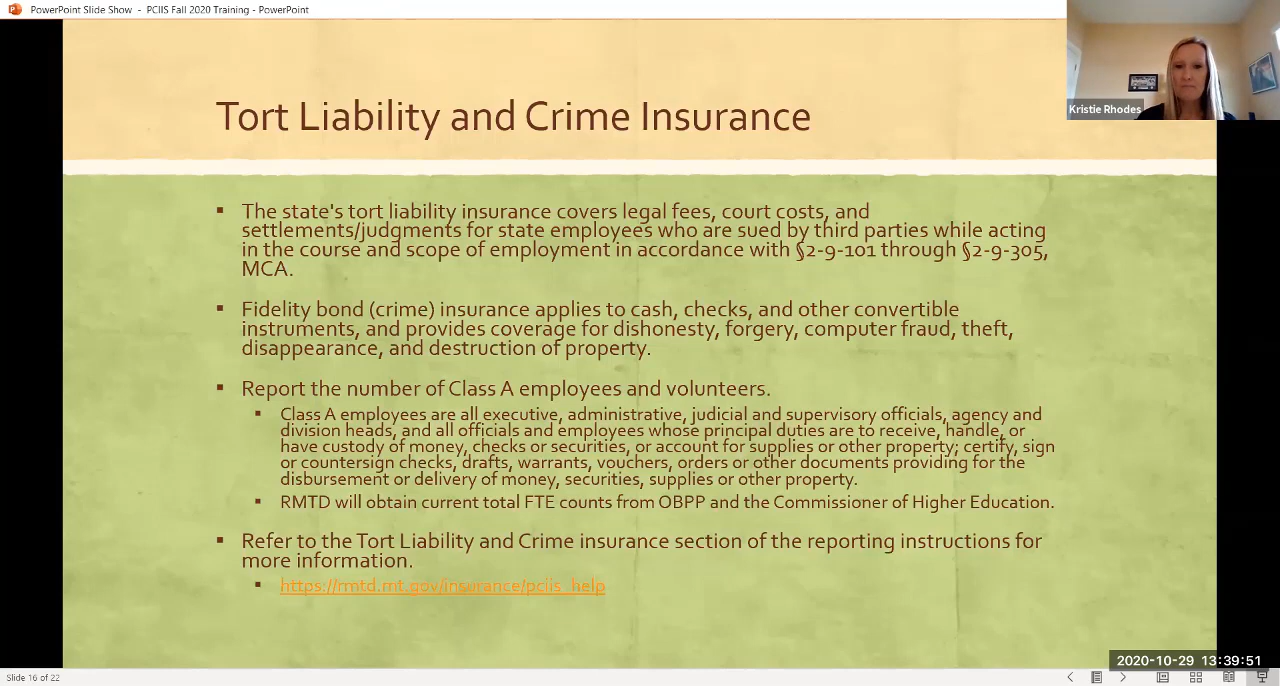 PowerPoint Slide Show - PCIIS Fall 2020 Training - PowerPoint
Kristie Rhodes
Tort Liability and Crime Insurance
▪ The state's tort liability insurance covers legal fees, court costs, and
settlements/judgments for state employees who are sued by third parties while acting
in the course and scope of employment in accordance with §2-9-101 through §2-9-305,
MCA.
▪ Fidelity bond (crime) insurance applies to cash, checks, and other convertible
instruments, and provides coverage for dishonesty, forgery, computer fraud, theft,
disappearance, and destruction of property.
▪ Report the number of Class A employees and volunteers.
▪ Class A employees are all executive, administrative, judicial and supervisory officials, agency and
division heads, and all officials and employees whose principal duties are to receive, handle, or
have custody of money, checks or securities, or account for supplies or other property; certify, sign
or countersign checks, drafts, warrants, vouchers, orders or other documents providing for the
disbursement or delivery of money, securities, supplies or other property.
▪ RMTD will obtain current total FTE counts from OBPP and the Commissioner of Higher Education.
▪ Refer to the Tort Liability and Crime insurance section of the reporting instructions for
more information.
▪ https://rmtd.mt.gov/insurance/pciis_help
2020-10-29 13:39:51
Slide 16 of 22